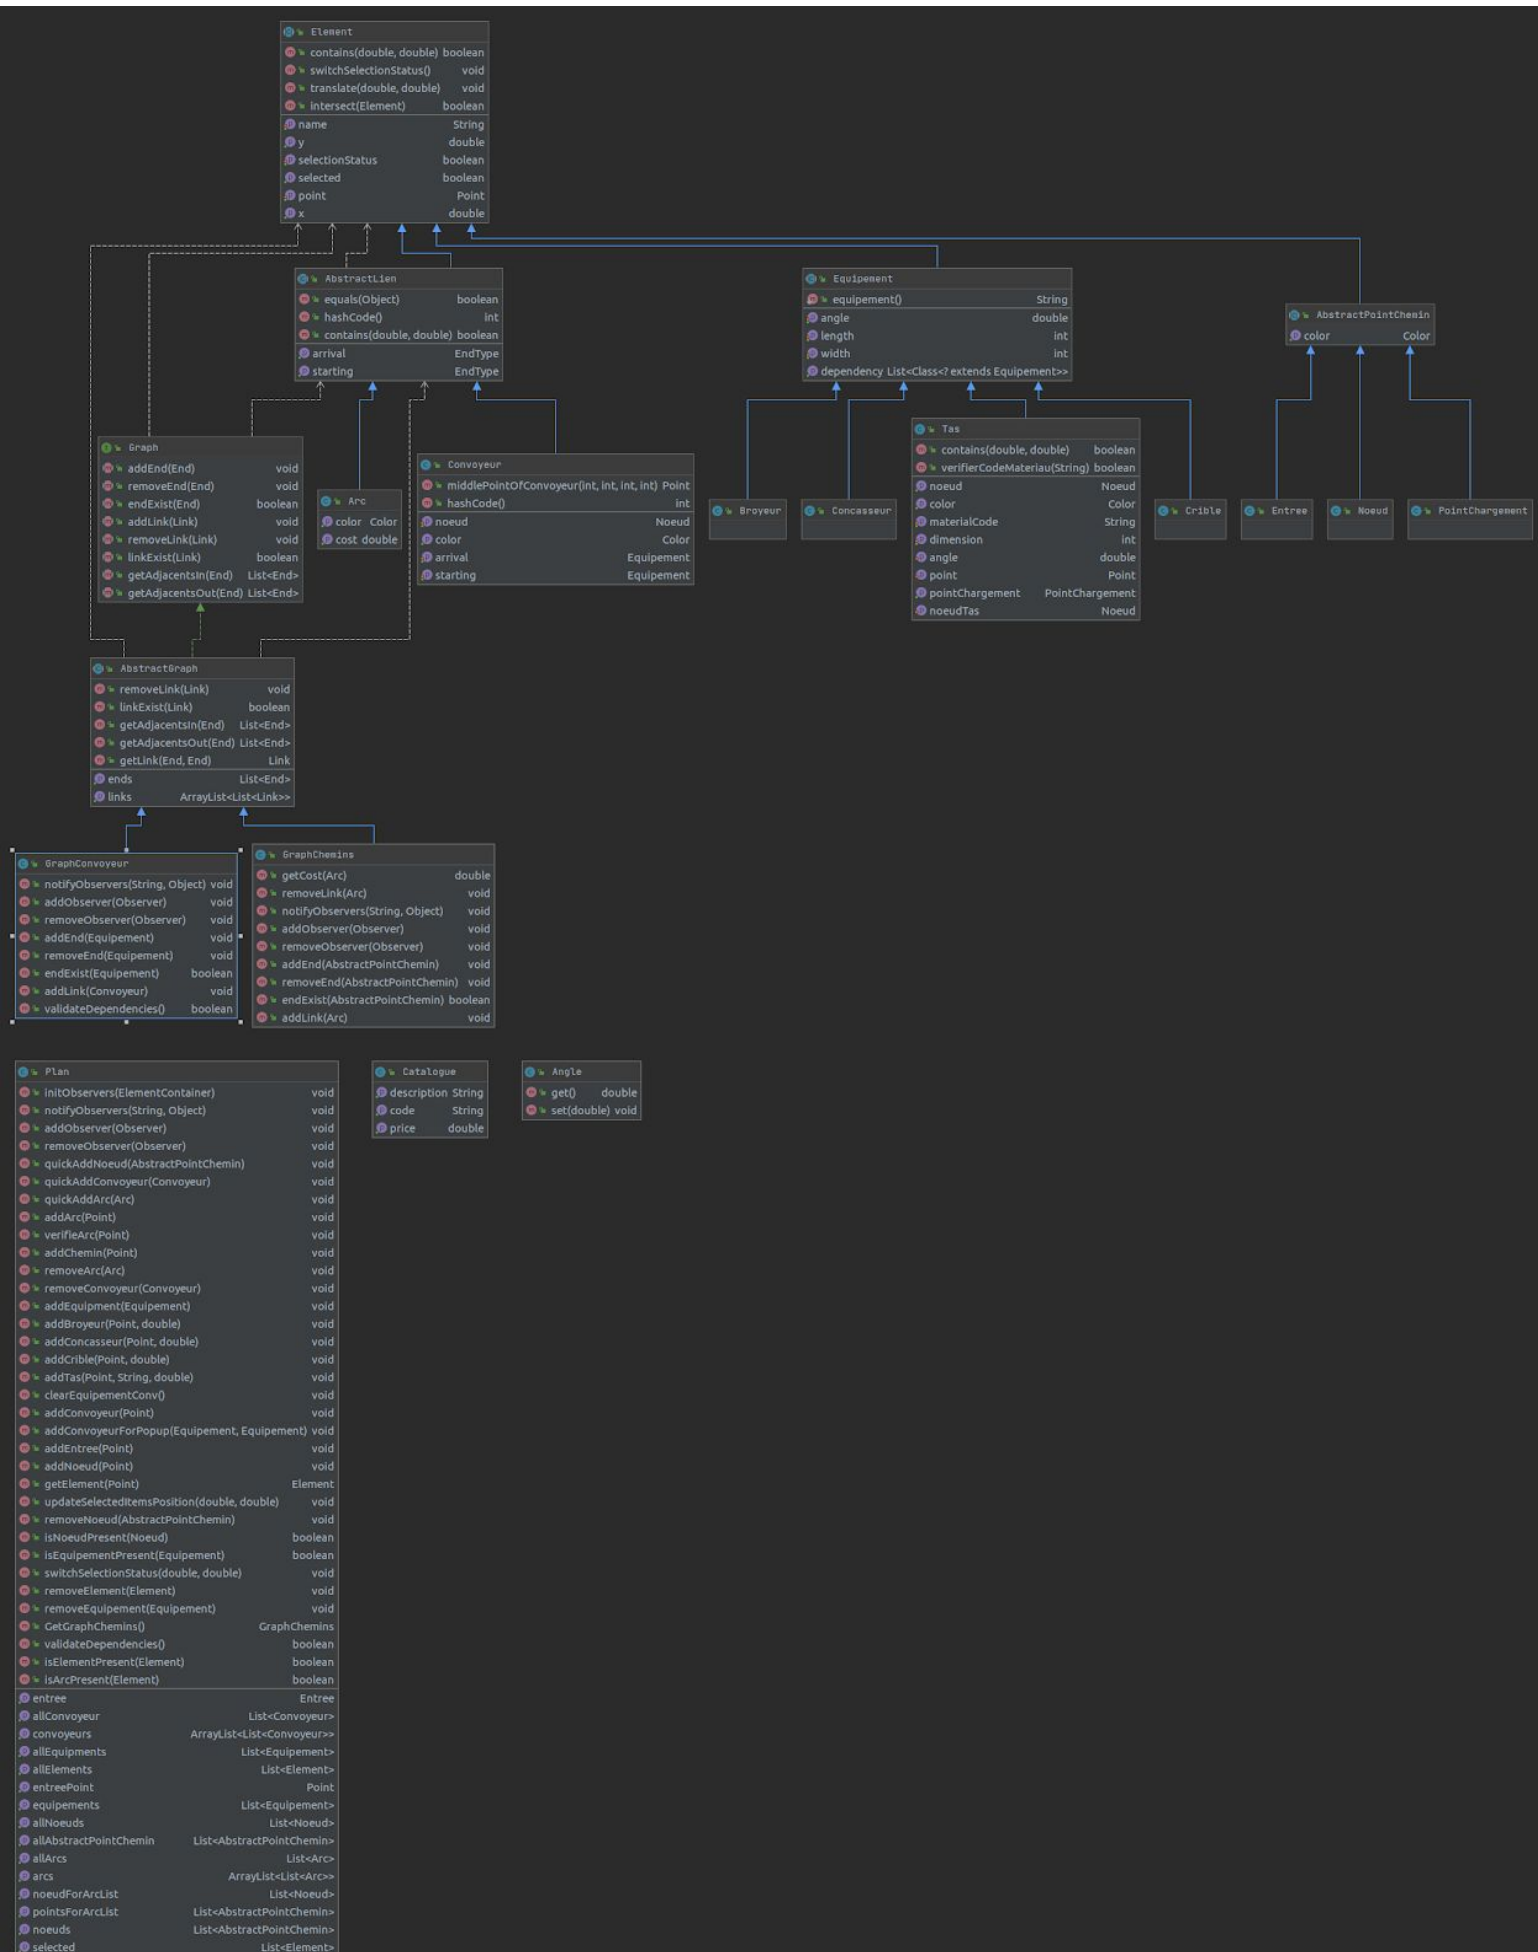 Element
contains(double, double) boolean
switchSelectionStatus() void
translate(double, double) void
intersect(Element) boolean
name String
y double
selectionStatus boolean
selected boolean
point Point
x double
AbstractLien
equals(Object) boolean
hashCode() int
contains(double, double) boolean
arrival EndType
starting EndType
Equipement
equipement() String
angle double
length int
width int
dependency List<Class<? extends Equipement>>
AbstractPointChemin
color Color
Graph
addEnd(End) void
removeEnd(End) void
endExist(End) boolean
addLink(Link) void
removeLink(Link) void
linkExist(Link) boolean
getAdjacentsIn(End) List<End>
getAdjacentsOut(End) List<End>
Arc
color Color
cost double
Convoyeur
middlePointOfConvoyeur(int, int, int, int) Point
hashCode() int
noeud Noeud
color Color
arrival Equipement
starting Equipement
Broyeur
Concasseur
Tas
contains(double, double) boolean
verifierCodeMateriau(String) boolean
noeud Noeud
color Color
materialCode String
dimension int
angle double
point Point
pointChargement PointChargement
noeudTas Noeud
Crible
Entree
Noeud
PointChargement
AbstractGraph
removeLink(Link) void
linkExist(Link) boolean
getAdjacentsIn(End) List<End>
getAdjacentsOut(End) List<End>
getLink(End, End) Link
ends List<End>
links ArrayList<List<Link>>
GraphConvoyeur
notifyObservers(String, Object) void
addObserver(Observer) void
removeObserver(Observer) void
addEnd(Equipement) void
removeEnd(Equipement) void
endExist(Equipement) boolean
addLink(Convoyeur) void
validateDependencies() boolean
GraphChemins
getCost(Arc) double
removeLink(Arc) void
notifyObservers(String, Object) void
addObserver(Observer) void
removeObserver(Observer) void
addEnd(AbstractPointChemin) void
removeEnd(AbstractPointChemin) void
endExist(AbstractPointChemin) boolean
addLink(Arc) void
Plan
initObservers(ElementContainer) void
notifyObservers(String, Object) void
addObserver(Observer) void
removeObserver(Observer) void
quickAddNoeud(AbstractPointChemin) void
quickAddConvoyeur(Convoyeur) void
quickAddArc(Arc) void
addArc(Point) void
verifieArc(Point) void
addChemin(Point) void
removeArc(Arc) void
removeConvoyeur(Convoyeur) void
addEquipment(Equipement) void
addBroyeur(Point, double) void
addConcasseur(Point, double) void
addCrible(Point, double) void
addTas(Point, String, double) void
clearEquipementConv() void
addConvoyeur(Point) void
addConvoyeurForPopup(Equipement, Equipement) void
addEntree(Point) void
addNoeud(Point) void
getElement(Point) Element
updateSelectedItemsPosition(double, double) void
removeNoeud(AbstractPointChemin) void
isNoeudPresent(Noeud) boolean
isEquipementPresent(Equipement) boolean
switchSelectionStatus(double, double) void
removeElement(Element) void
removeEquipement(Equipement) void
GetGraphChemins() GraphChemins
validateDependencies() boolean
isElementPresent(Element) boolean
isArcPresent(Element) boolean
entree Entree
allConvoyeur List<Convoyeur>
convoyeurs ArrayList<List<Convoyeur>>
allEquipments List<Equipement>
allElements List<Element>
entreePoint Point
equipements List<Equipement>
allNoeuds List<Noeud>
allAbstractPointChemin List<AbstractPointChemin>
allArcs List<Arc>
arcs ArrayList<List<Arc>>
noeudForArcList List<Noeud>
pointsForArcList List<AbstractPointChemin>
noeuds List<AbstractPointChemin>
selected List<Element>
Catalogue
description String
code String
price double
Angle
get() double
set(double) void